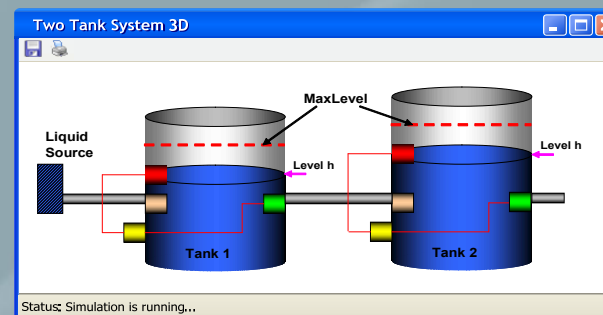 Two Tank System 3D
MaxLevel
Liquid
Source
Level h
Level h
Tank 1
Tank 2
Status: Simulation is running...